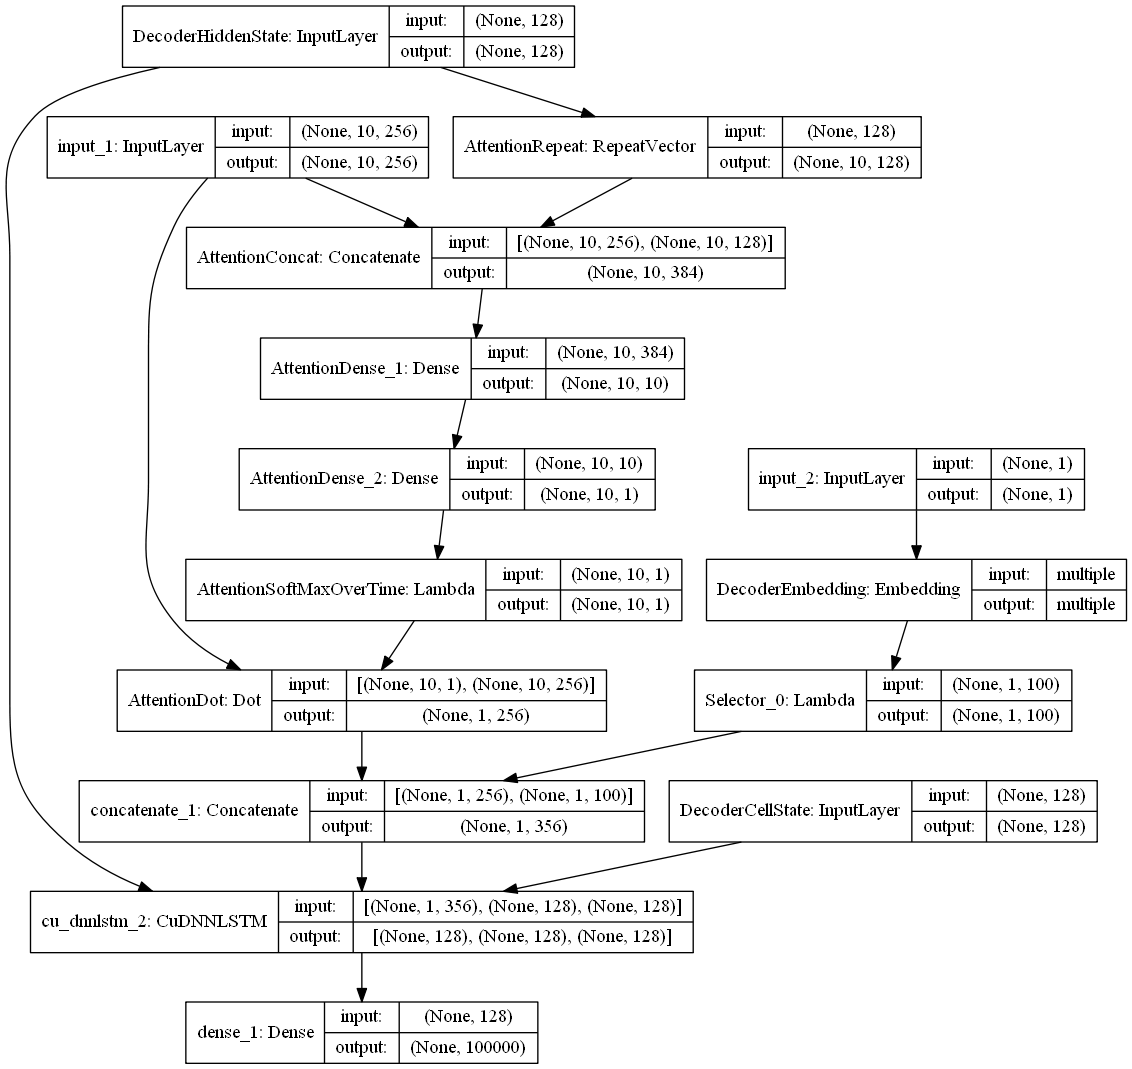 DecoderHiddenState: InputLayer
input: (None, 128)
output: (None, 128)
input_1: InputLayer
input: (None, 10, 256)
output: (None, 10, 256)
AttentionRepeat: RepeatVector
input: (None, 128)
output: (None, 10, 128)
AttentionConcat: Concatenate
input: [(None, 10, 256), (None, 10, 128)]
output: (None, 10, 384)
AttentionDense_1: Dense
input: (None, 10, 384)
output: (None, 10, 10)
AttentionDense_2: Dense
input: (None, 10, 10)
output: (None, 10, 1)
input_2: InputLayer
input: (None, 1)
output: (None, 1)
AttentionSoftMaxOverTime: Lambda
input: (None, 10, 1)
output: (None, 10, 1)
DecoderEmbedding: Embedding
input: multiple
output: multiple
AttentionDot: Dot
input: [(None, 10, 1), (None, 10, 256)]
output: (None, 1, 256)
Selector_0: Lambda
input: (None, 1, 100)
output: (None, 1, 100)
concatenate_1: Concatenate
input: [(None, 1, 256), (None, 1, 100)]
output: (None, 1, 356)
DecoderCellState: InputLayer
input: (None, 128)
output: (None, 128)
cu_dnnlstm_2: CuDNNLSTM
input: [(None, 1, 356), (None, 128), (None, 128)]
output: [(None, 128), (None, 128), (None, 128)]
dense_1: Dense
input: (None, 128)
output: (None, 100000)